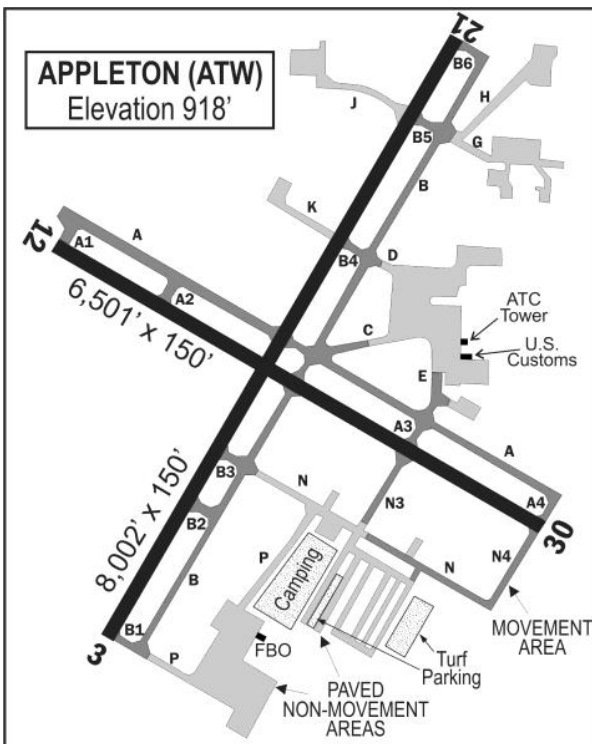 APPLETON (ATW)
Elevation 918’
21
B6
H
J
B5
G
B
K
12
A1
A
D
B4
A2
6,501’ x 150’
ATC
Tower
C
U.S.
Customs
E
A3
A
B3
N
A4
30
8,002’ x 150’
B2
N3
N4
P
Camping
N
B
B1
3
P
FBO
MOVEMENT
AREA
Turf
Parking
PAVED
NON-MOVEMENT
AREAS